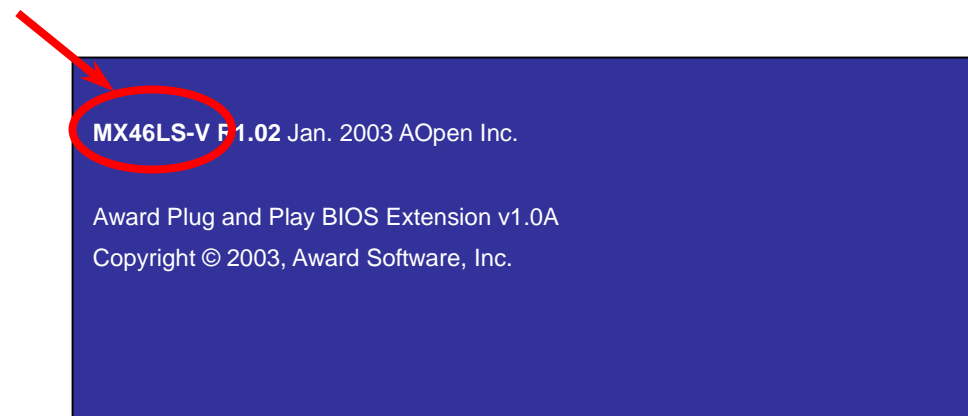 MX46LS-V R1.02 Jan. 2003 AOpen Inc.
Award Plug and Play BIOS Extension v1.0A
Copyright © 2003, Award Software, Inc.